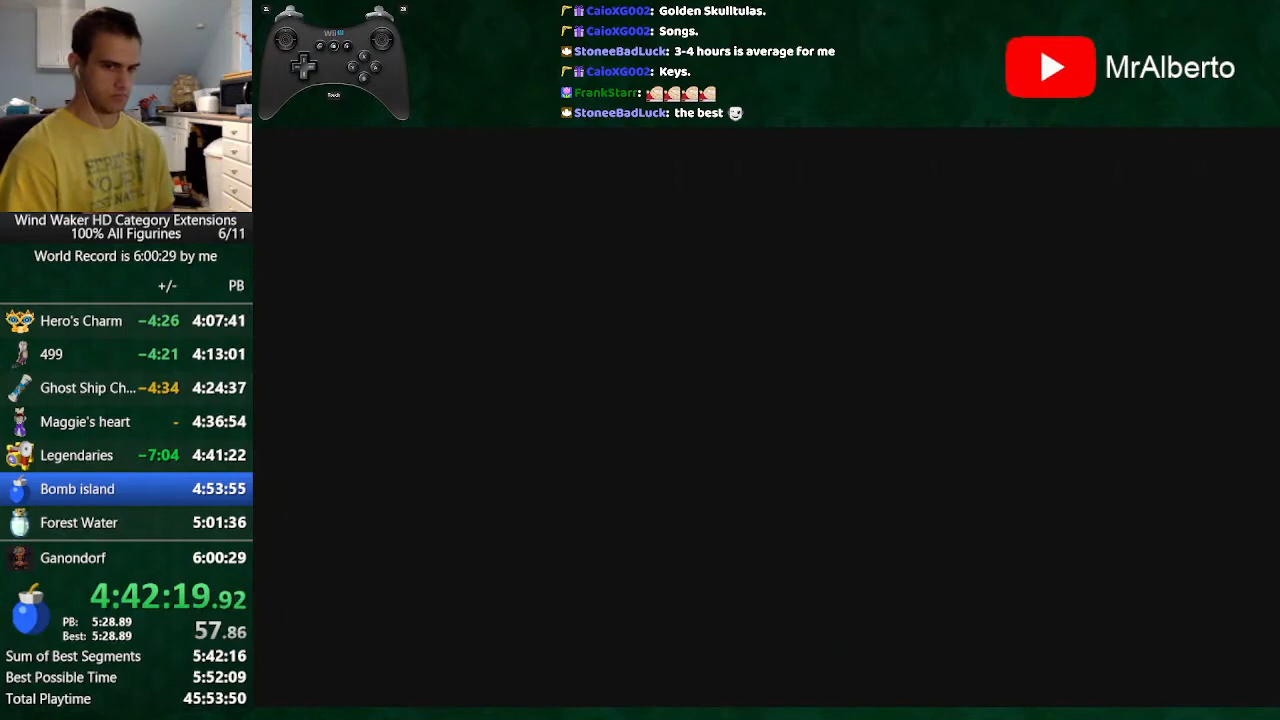 WiiU
Touch
CaioXG002: Golden Skulltulas.
CaioXG002: Songs.
StoneeBadLuck: 3-4 hours is average for me
CaioXG002: Keys.
FrankStarr:
StoneeBadLuck: the best
MrAlberto
Wind Waker HD Category Extensions
100% All Figurines 6/11
World Record is 6:00:29 by me
+/- PB
Hero's Charm −4:26 4:07:41
499 −4:21 4:13:01
Ghost Ship Ch... −4:34 4:24:37
Maggie's heart - 4:36:54
Legendaries −7:04 4:41:22
Bomb island 4:53:55
Forest Water 5:01:36
Ganondorf 6:00:29
4:42:19.92
PB: 5:28.89
Best: 5:28.89
57.86
Sum of Best Segments 5:42:16
Best Possible Time 5:52:09
Total Playtime 45:53:50